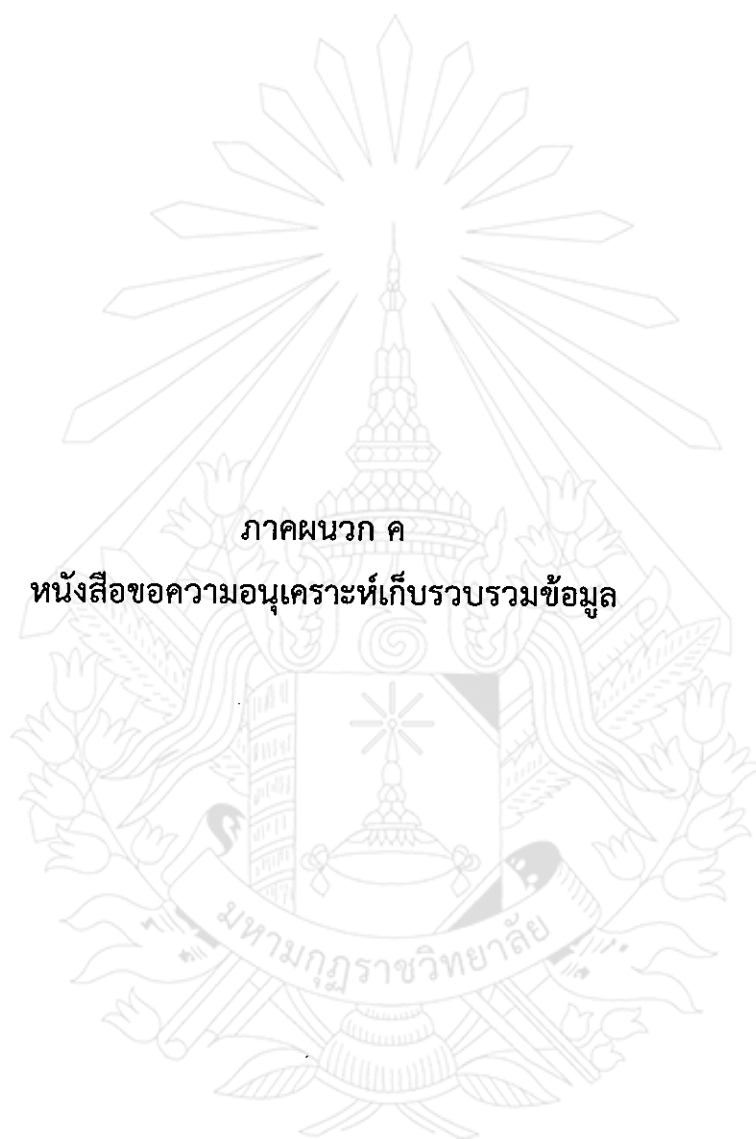 ภาคผนวก ค
หนังสือขอความอนุเคราะห์เก็บรวบรวมข้อมูล
มหามกุฏราชวิทยาลัย